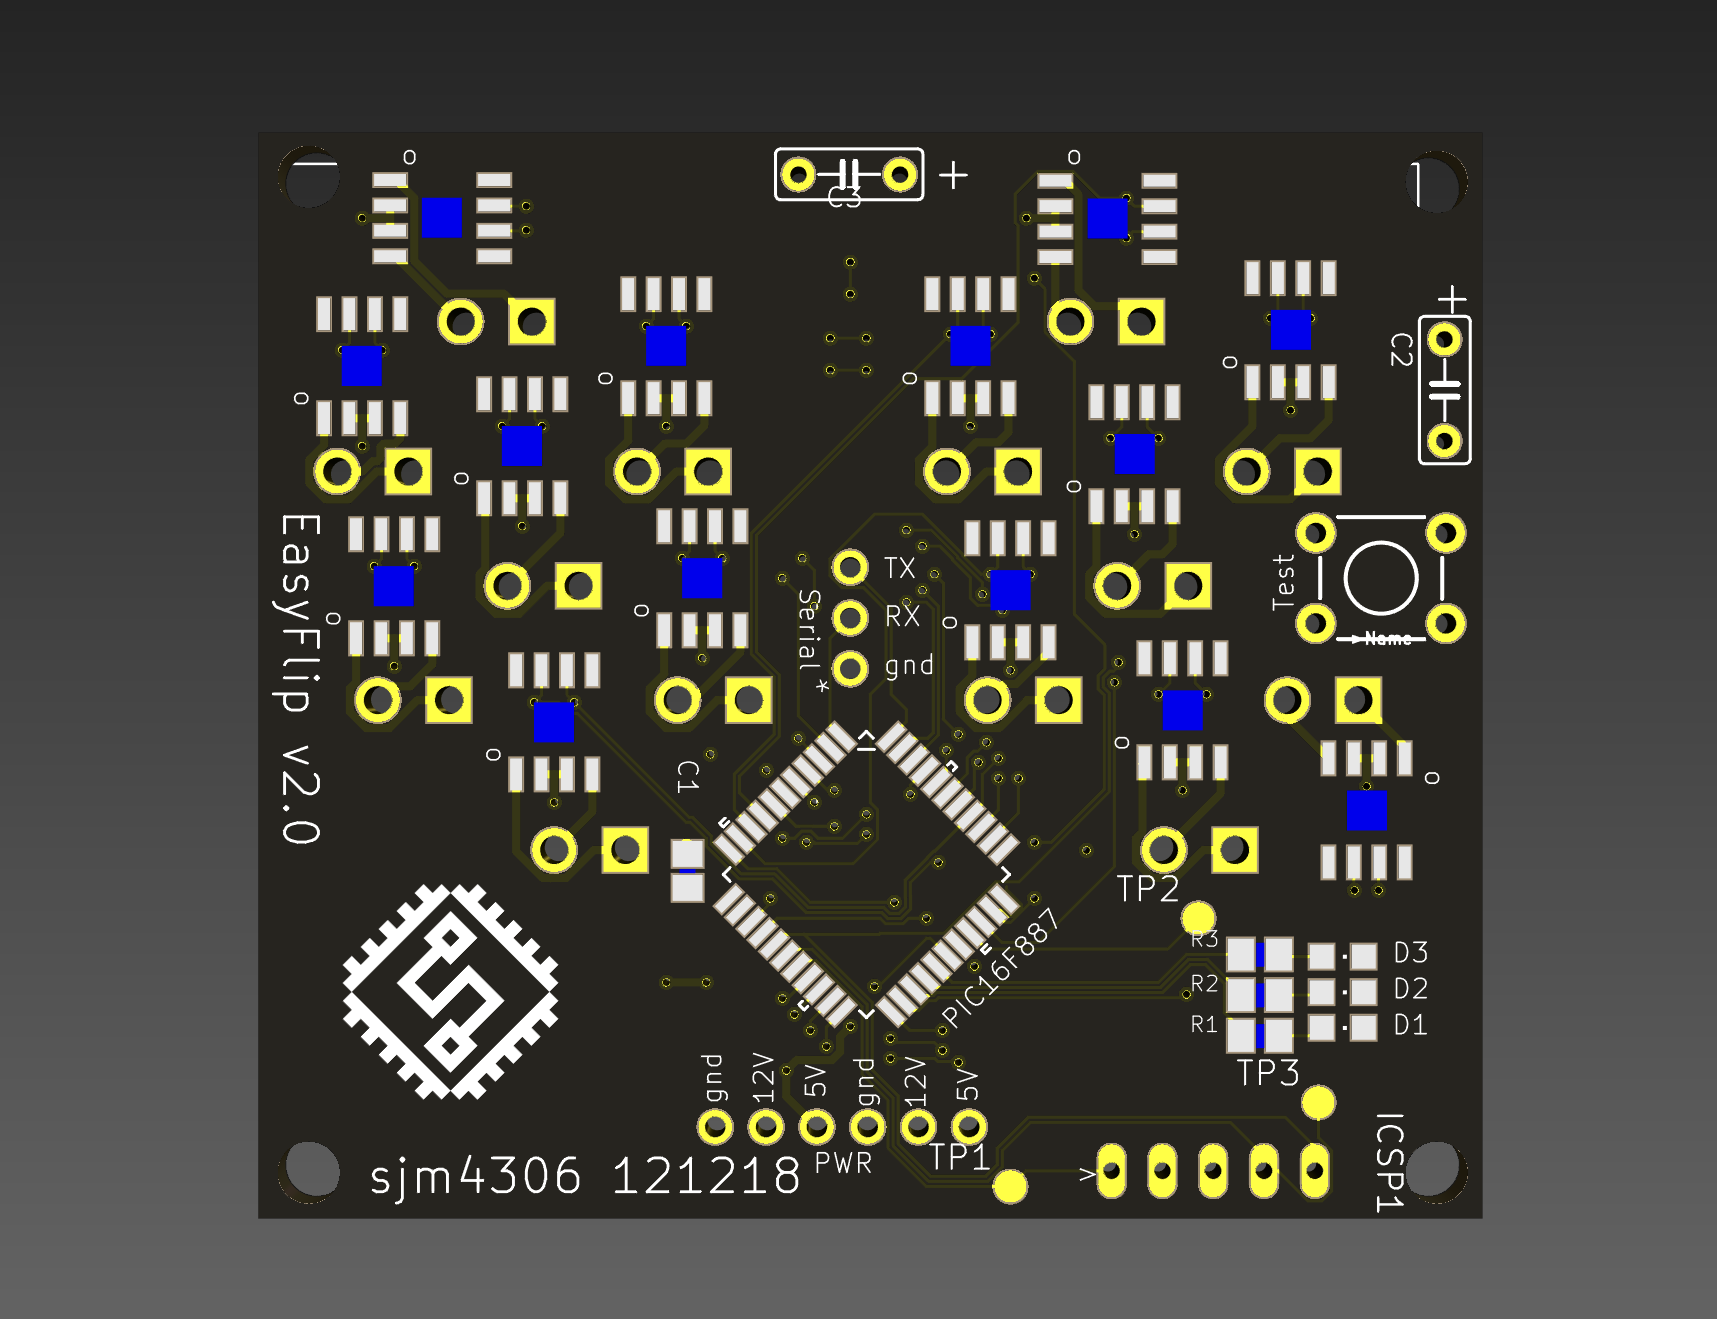 C3
+
+
C2
EasyFlip v2.0
TX
RX
gnd
Serial
*
Test
Name
C1
PIC16F887
TP2
R3
R2
R1
D3
D2
D1
TP3
gnd
12V
5V
gnd
12V
5V
PWR
TP1
ICSP1
>
sjm4306 121218